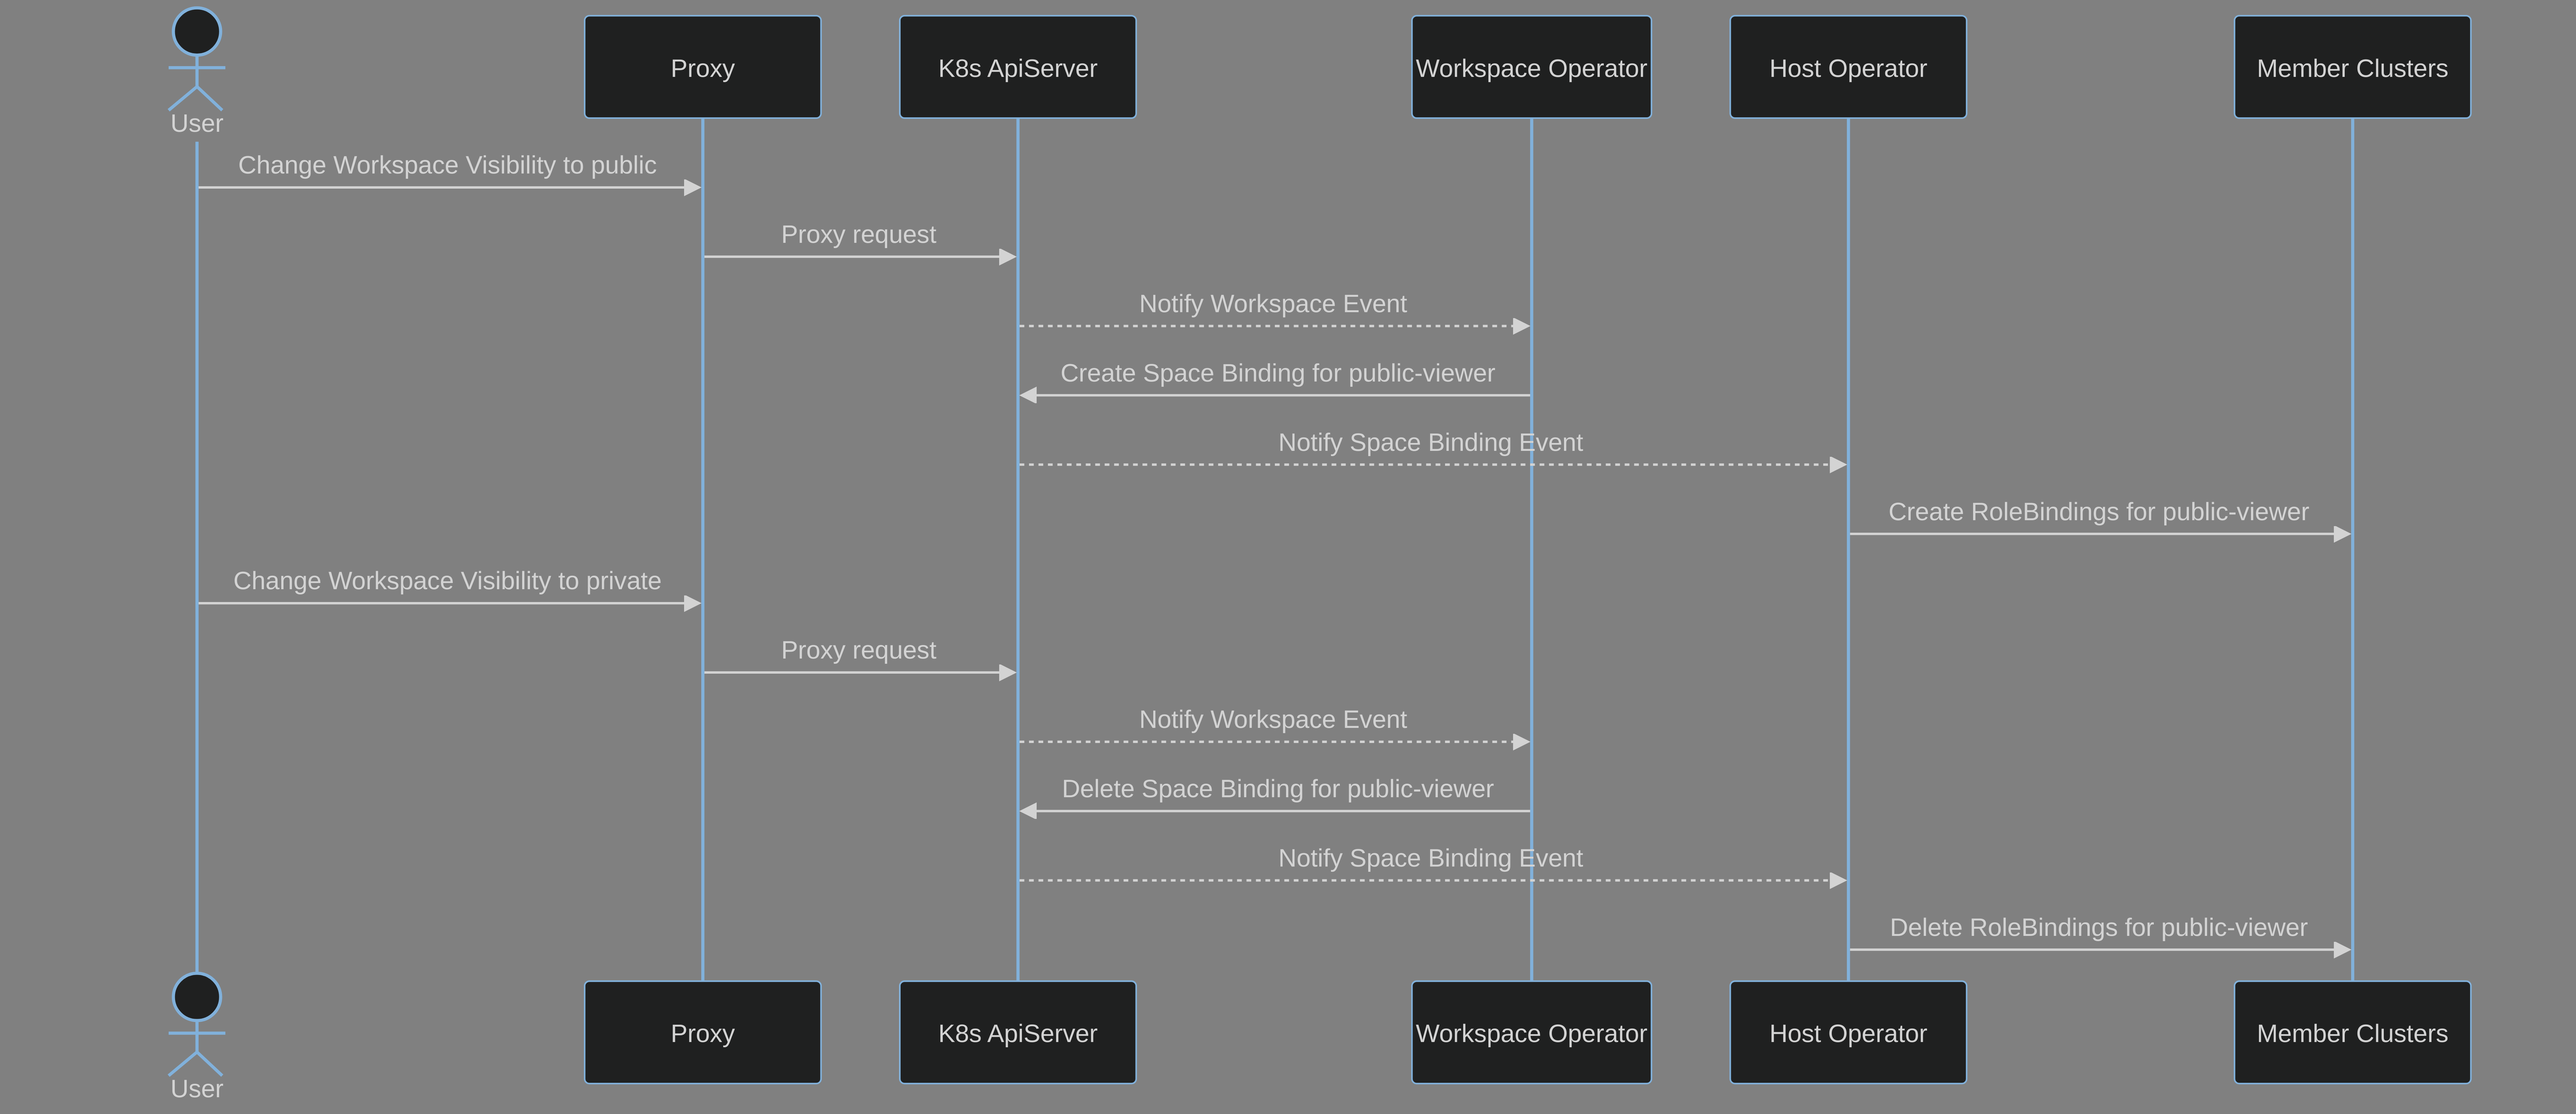 User
Proxy
K8s ApiServer
Workspace Operator
Host Operator
Member Clusters
Change Workspace Visibility to public
Proxy request
Notify Workspace Event
Create Space Binding for public-viewer
Notify Space Binding Event
Create RoleBindings for public-viewer
Change Workspace Visibility to private
Proxy request
Notify Workspace Event
Delete Space Binding for public-viewer
Notify Space Binding Event
Delete RoleBindings for public-viewer
User
Proxy
K8s ApiServer
Workspace Operator
Host Operator
Member Clusters